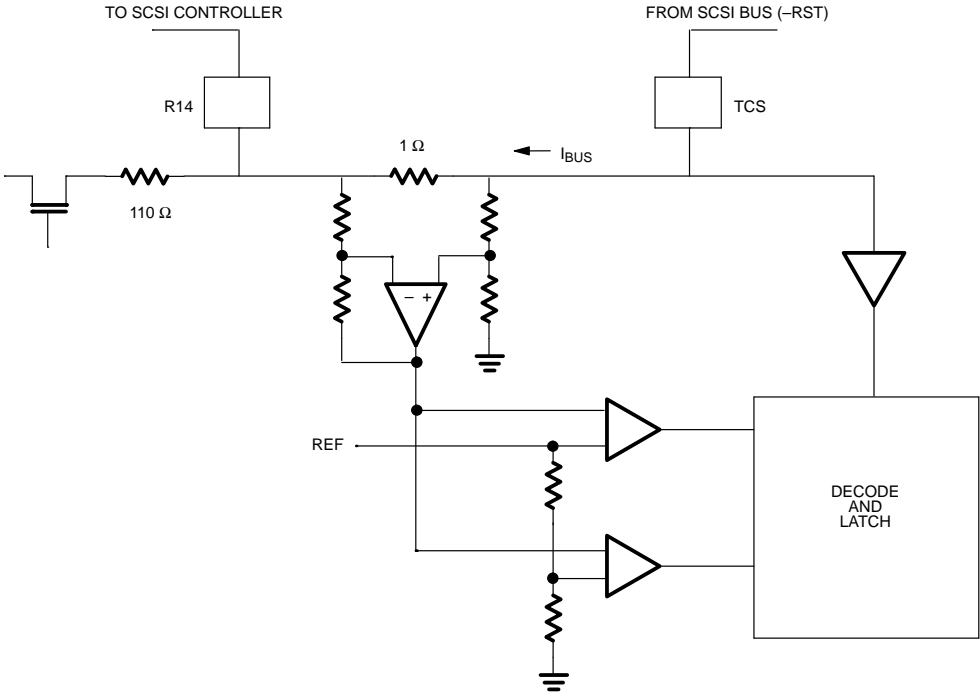 TO SCSI CONTROLLER
FROM SCSI BUS (–RST)
R14
TCS
1 Ω
IBUS
110 Ω
– +
REF
DECODE
AND
LATCH